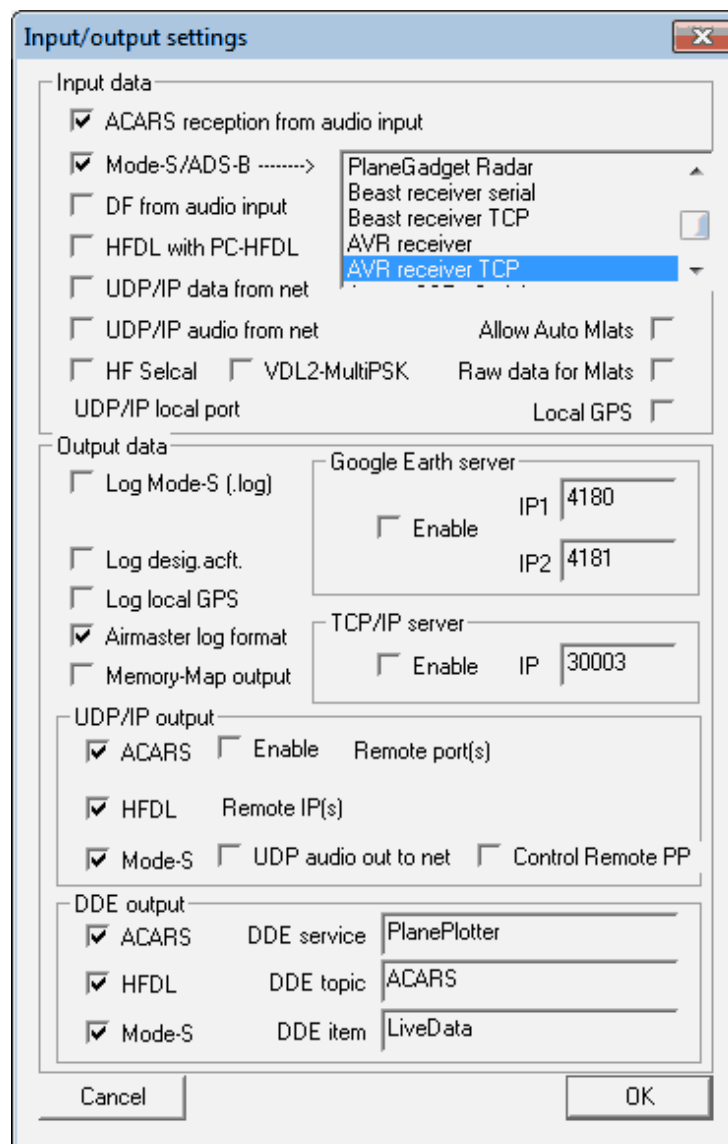 Input/output settings
Input data
ACARS reception from audio input
Mode-S/ADS-B -------->
PlaneGadget Radar
Beast receiver serial
Beast receiver TCP
AVR receiver
AVR receiver TCP
DF from audio input
HFDL with PC-HFDL
UDP/IP data from net
UDP/IP audio from net
Allow Auto Mlats
HF Selcal
VDL2-MultiPSK
Raw data for Mlats
UDP/IP local port
Local GPS
Output data
Log Mode-S (.log)
Google Earth server
Enable
IP1 4180
IP2 4181
Log desig.acft.
Log local GPS
Airmaster log format
Memory-Map output
TCP/IP server
Enable
IP 30003
UDP/IP output
ACARS
Enable
Remote port(s)
HFDL
Remote IP(s)
Mode-S
UDP audio out to net
Control Remote PP
DDE output
ACARS
DDE service PlanePlotter
HFDL
DDE topic ACARS
Mode-S
DDE item LiveData
Cancel
OK